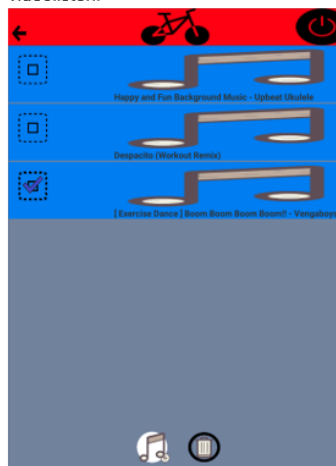 Happy and Fun Background Music - Upbeat Ukulele
Despacito (Workout Remix)
[ Exercise Dance ] Boom Boom Boom Boom!! - Vengaboys